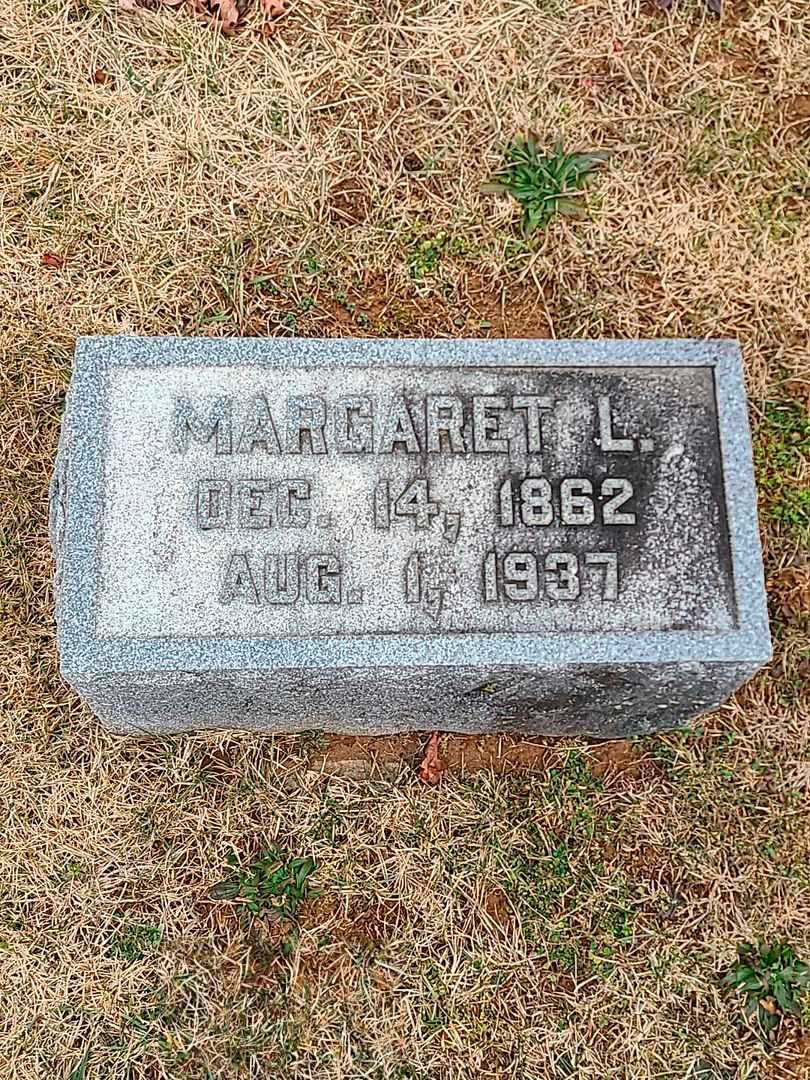 MARGARET L.
DEC. 14, 1862
AUG. 1, 1937